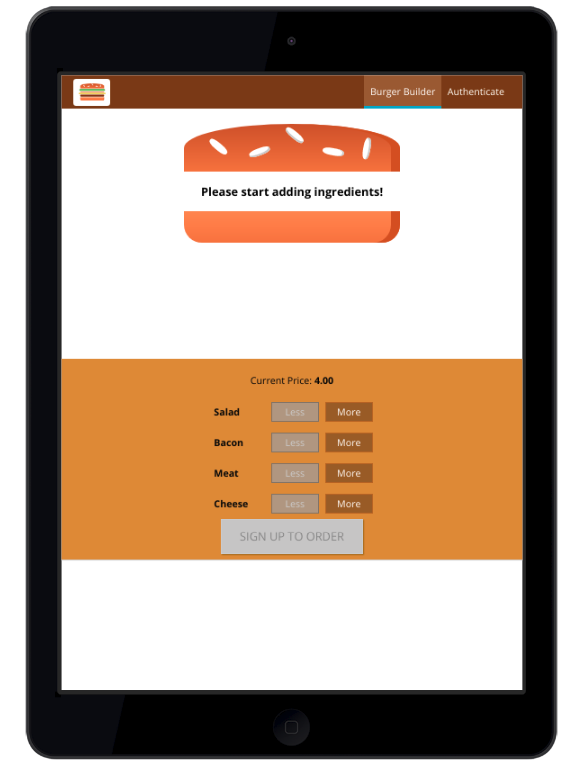 Burger Builder Authenticate
Please start adding ingredients!
Current Price: 4.00
Salad Less More
Bacon Less More
Meat Less More
Cheese Less More
SIGN UP TO ORDER